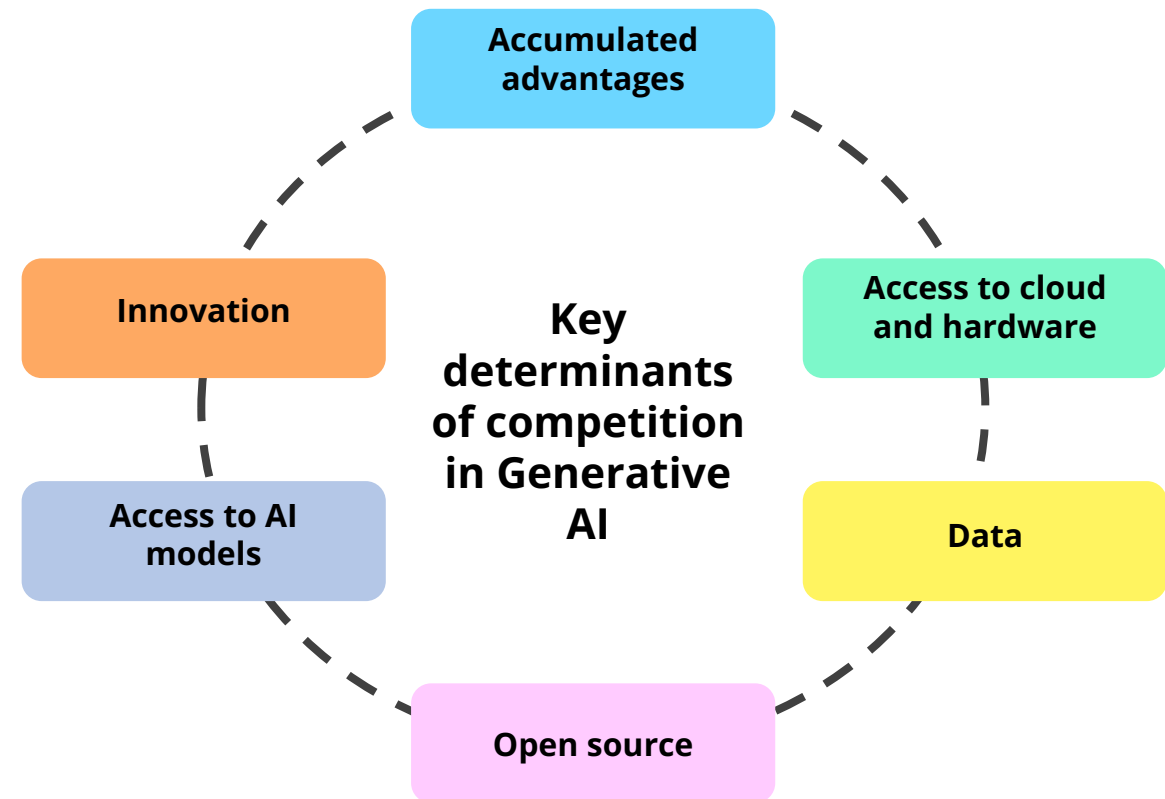 Accumulated
advantages
Innovation
Access to cloud
and hardware
Key
determinants
of competition
in Generative
AI
Access to AI
models
Data
Open source